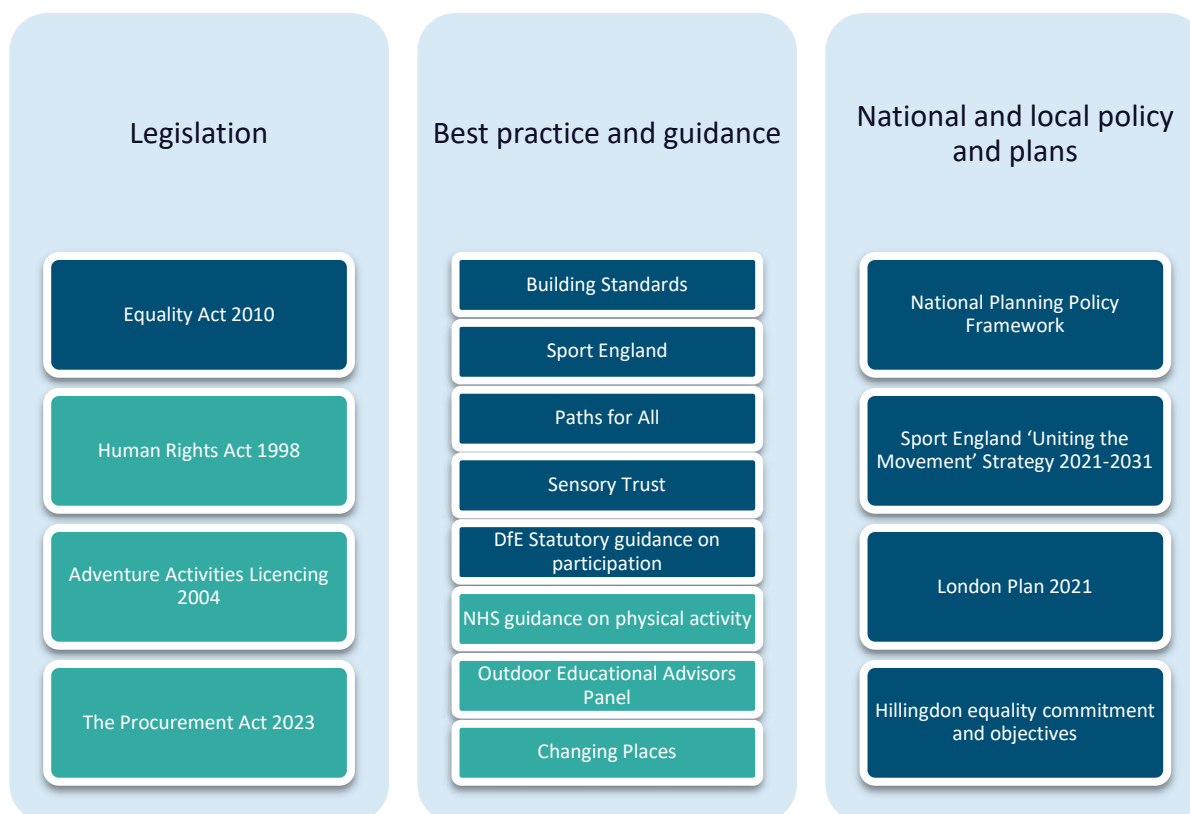 Legislation
Equality Act 2010
Human Rights Act 1998
Adventure Activities Licencing
2004
The Procurement Act 2023
Best practice and guidance
Building Standards
Sport England
Paths for All
Sensory Trust
DfE Statutory guidance on
participation
NHS guidance on physical activity
Outdoor Educational Advisors
Panel
Changing Places
National and local policy
and plans
National Planning Policy
Framework
Sport England ‘Uniting the
Movement’ Strategy 2021-2031
London Plan 2021
Hillingdon equality commitment
and objectives